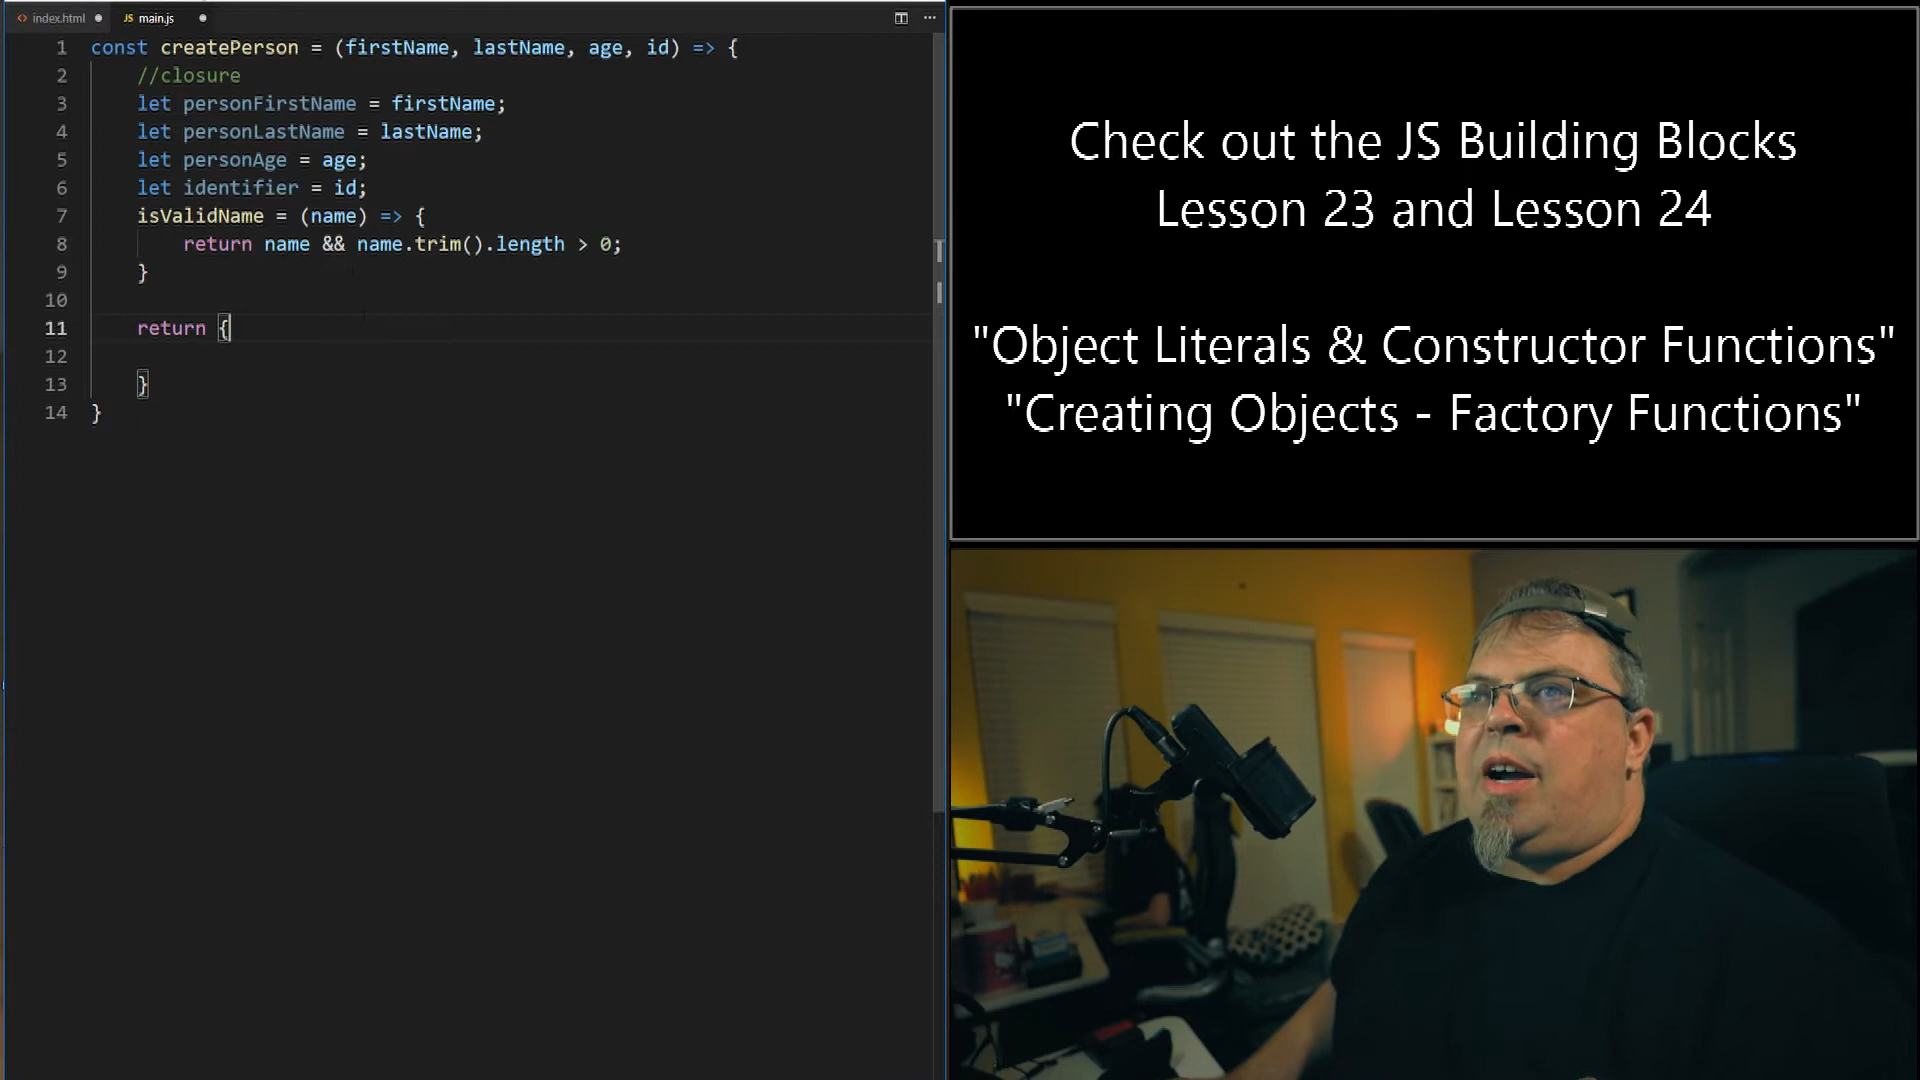 index.html
JS main.js
1 const createPerson = (firstName, lastName, age, id) => {
2 //closure
3 let personFirstName = firstName;
4 let personLastName = lastName;
5 let personAge = age;
6 let identifier = id;
7 isValidName = (name) => {
8 return name && name.trim().length > 0;
9 }
10
11 return {
12
13 }
14 }
Check out the JS Building Blocks
Lesson 23 and Lesson 24
"Object Literals & Constructor Functions"
"Creating Objects - Factory Functions"